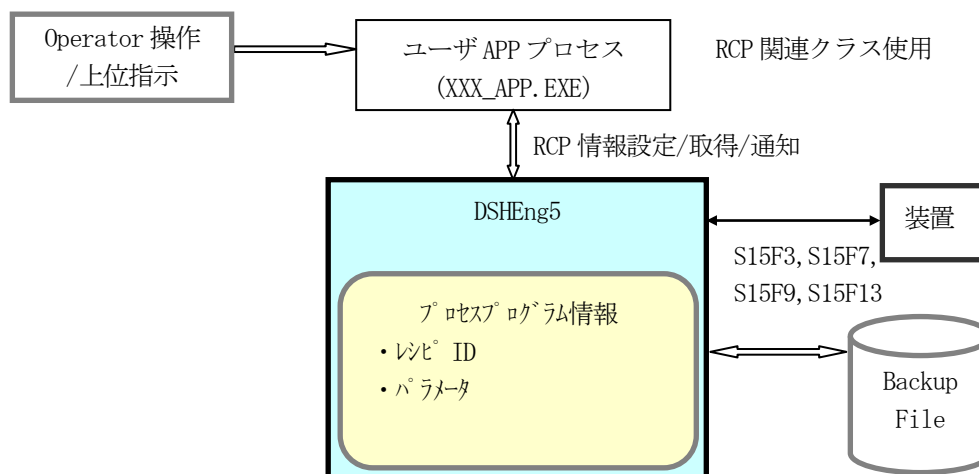 Operator 操作
/上位指示
ユーザ APP プロセス
(XXX_APP.EXE)
RCP 関連クラス使用
RCP 情報設定/取得/通知
DSHEng5
装置
S15F3, S15F7,
S15F9, S15F13
ﾌﾟﾛｾｽﾌﾟﾛｸﾞﾗﾑ情報
・ﾚｼﾋﾟ ID
・ﾊﾟﾗﾒｰﾀ
Backup
File